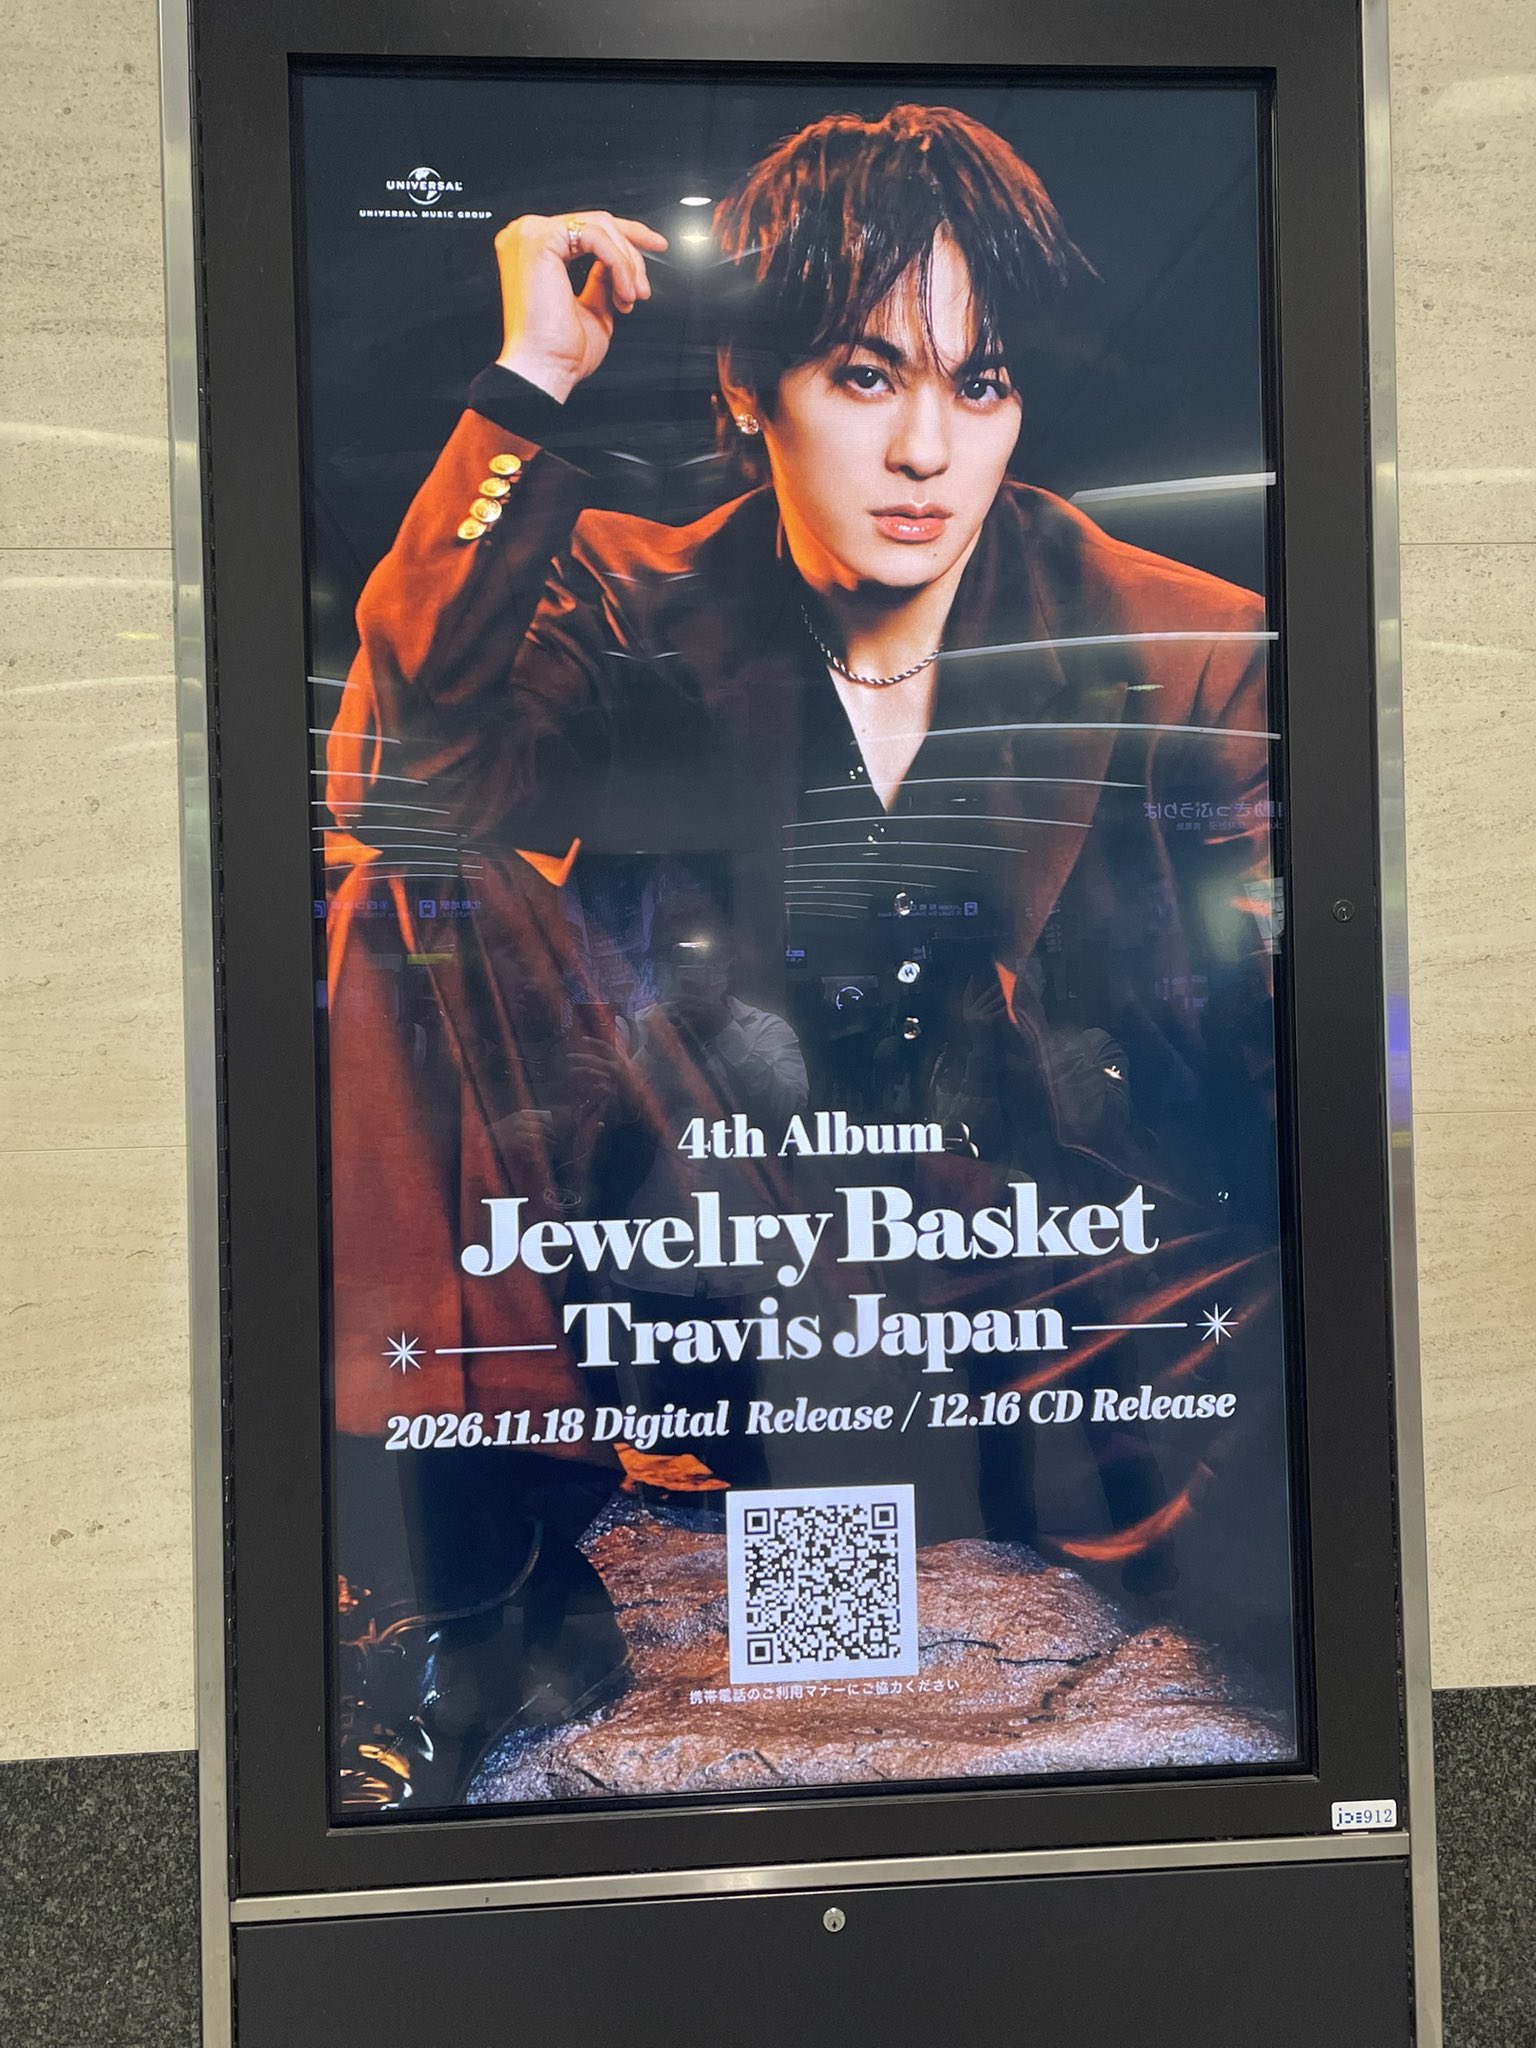 UNIVERSAL
UNIVERSAL MUSIC GROUP
4th Album
Jewelry Basket
Travis Japan
2026.11.18 Digital Release / 12.16 CD Release
携帯電話のご利用マナーにご協力ください
jDE912